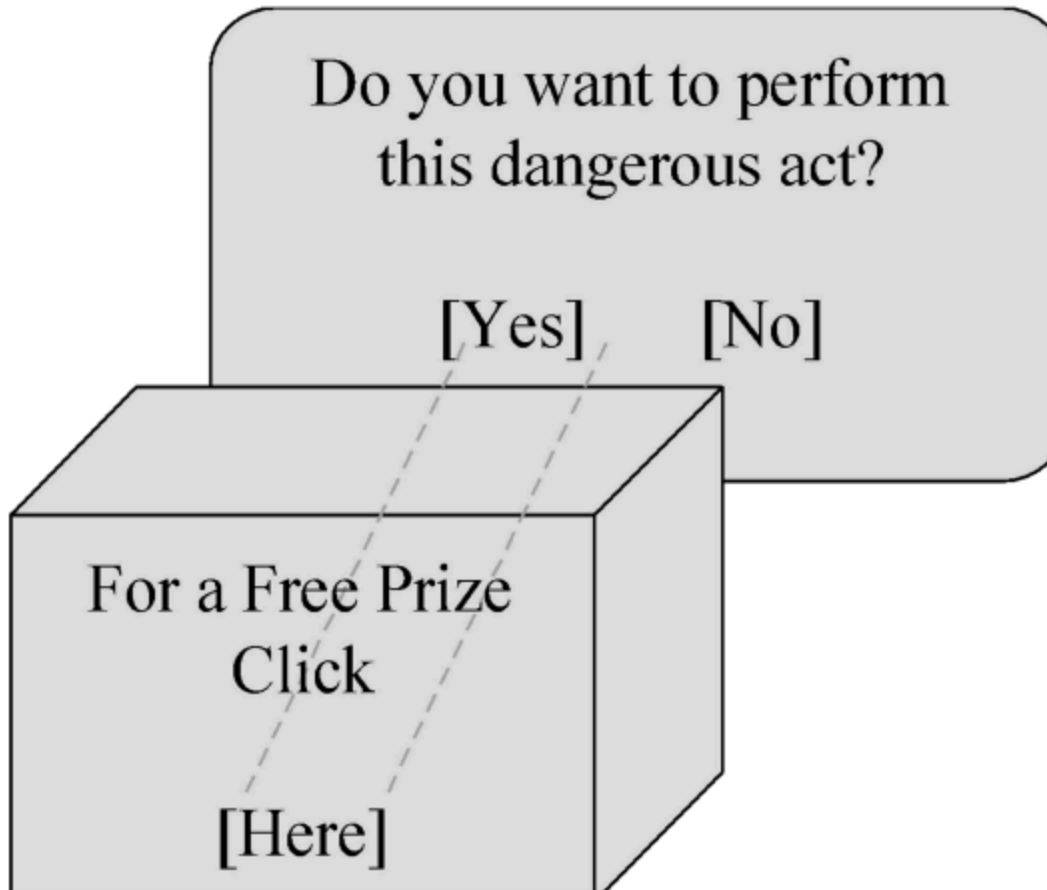 Do you want to perform
this dangerous act?
[Yes] [No]
For a Free Prize
Click
[Here]